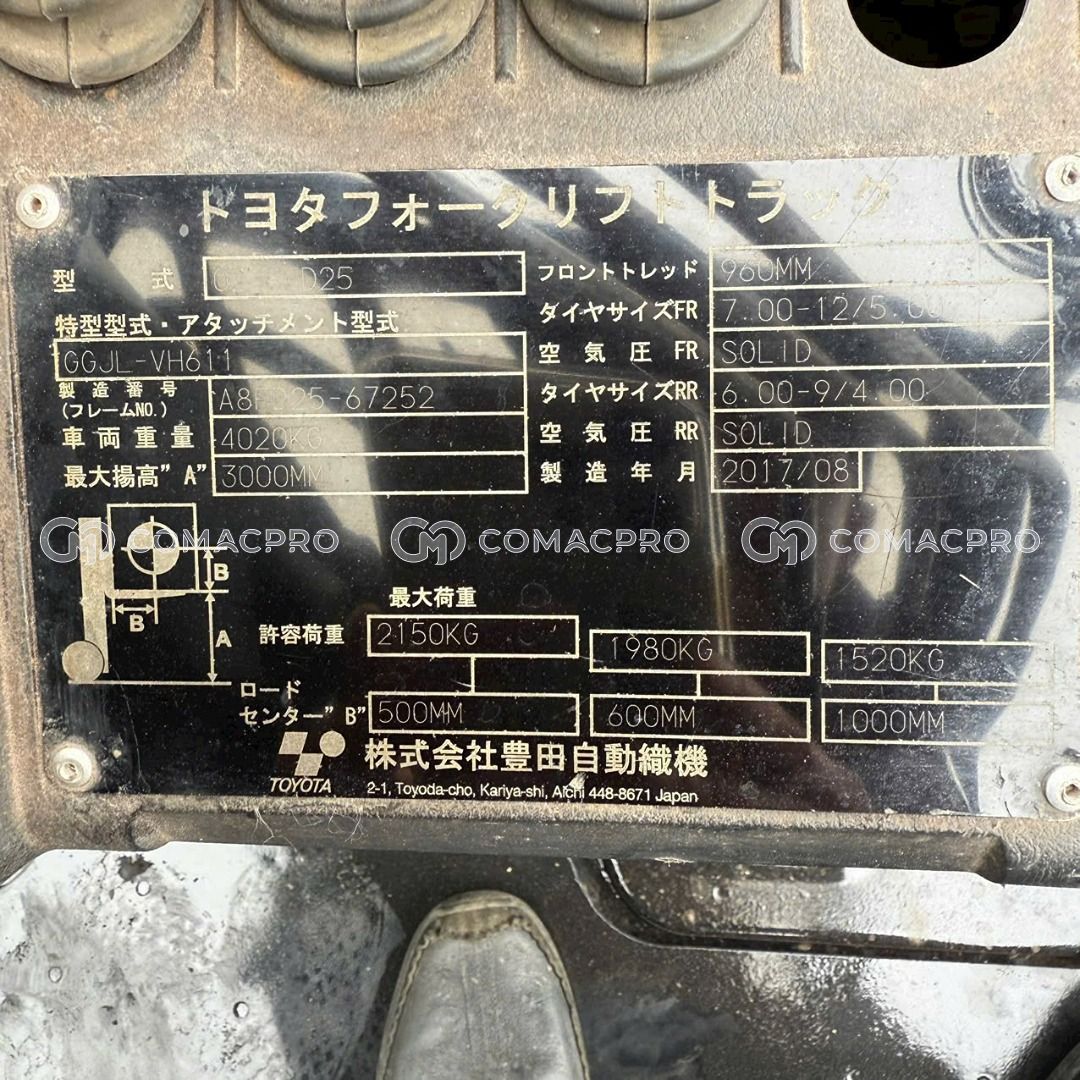 トヨタフォークリフトトラック
型式 D25
特型型式・アタッチメント型式
GGJL-VH611
製造番号
(フレームNO.) 25-67252
車両重量 4020KG
最大揚高"A" 3000MM
フロントトレッド 960MM
タイヤサイズFR 7.00-12/5.00
空気圧 FR SOLID
タイヤサイズRR 6.00-9/4.00
空気圧 RR SOLID
製造年月 2017/08
COMACPRO COMACPRO COMACPRO
B
B
A
最大荷重
許容荷重 2150KG 1980KG 1520KG
ロード
センター"B" 500MM 600MM 1000MM
TOYOTA
株式会社豊田自動織機
2-1, Toyoda-cho, Kariya-shi, Aichi 448-8671 Japan